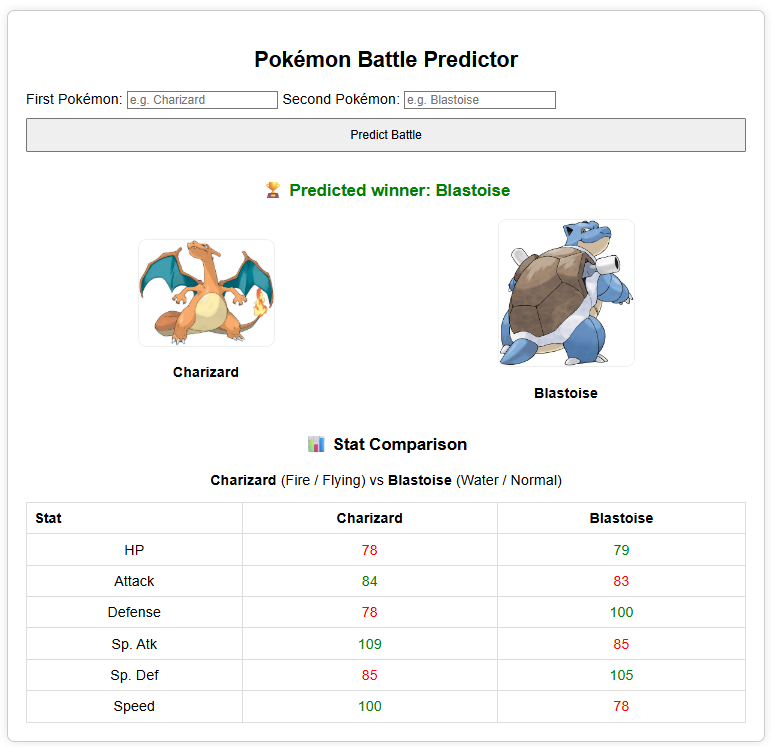 Pokémon Battle Predictor
First Pokémon: e.g. Charizard Second Pokémon: e.g. Blastoise
Predict Battle
🏆 Predicted winner: Blastoise
Charizard
Blastoise
📊 Stat Comparison
Charizard (Fire / Flying) vs Blastoise (Water / Normal)
Stat Charizard Blastoise
HP 78 79
Attack 84 83
Defense 78 100
Sp. Atk 109 85
Sp. Def 85 105
Speed 100 78